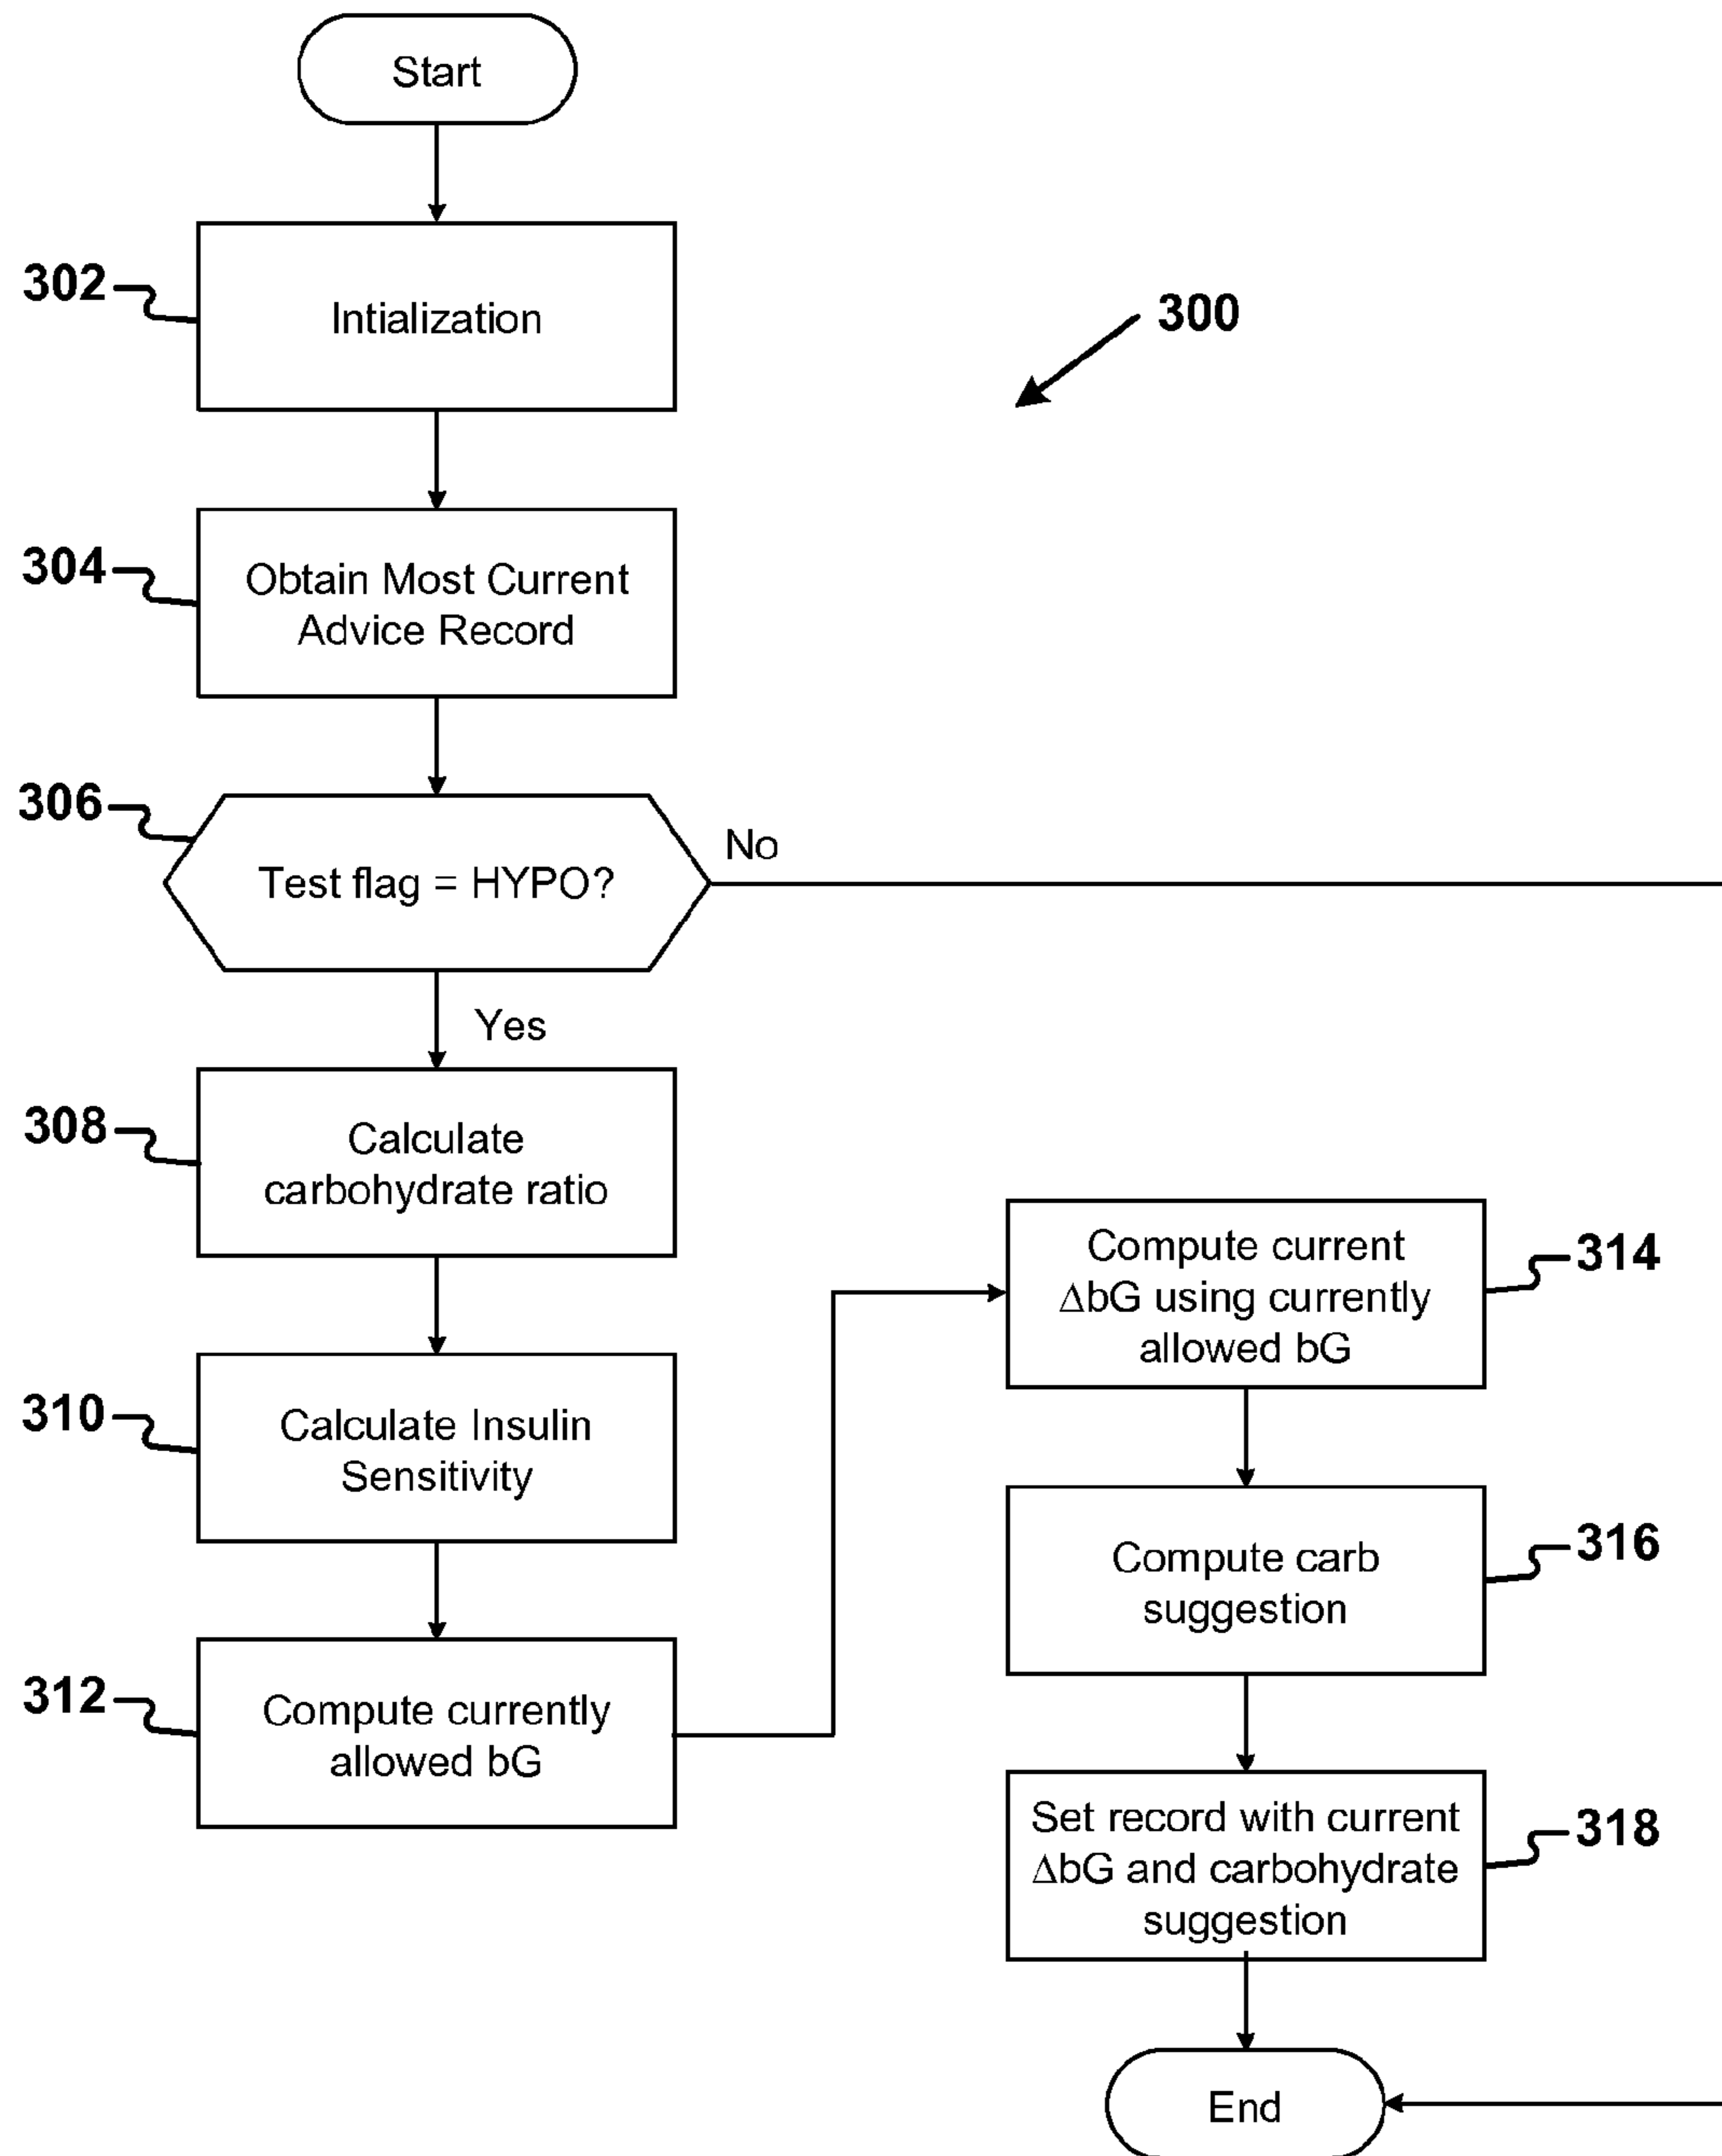 Start
302
Intialization
300
304
Obtain Most Current
Advice Record
306
Test flag = HYPO?
No
Yes
308
Calculate
carbohydrate ratio
310
Calculate Insulin
Sensitivity
312
Compute currently
allowed bG
314
Compute current
ΔbG using currently
allowed bG
316
Compute carb
suggestion
318
Set record with current
ΔbG and carbohydrate
suggestion
End